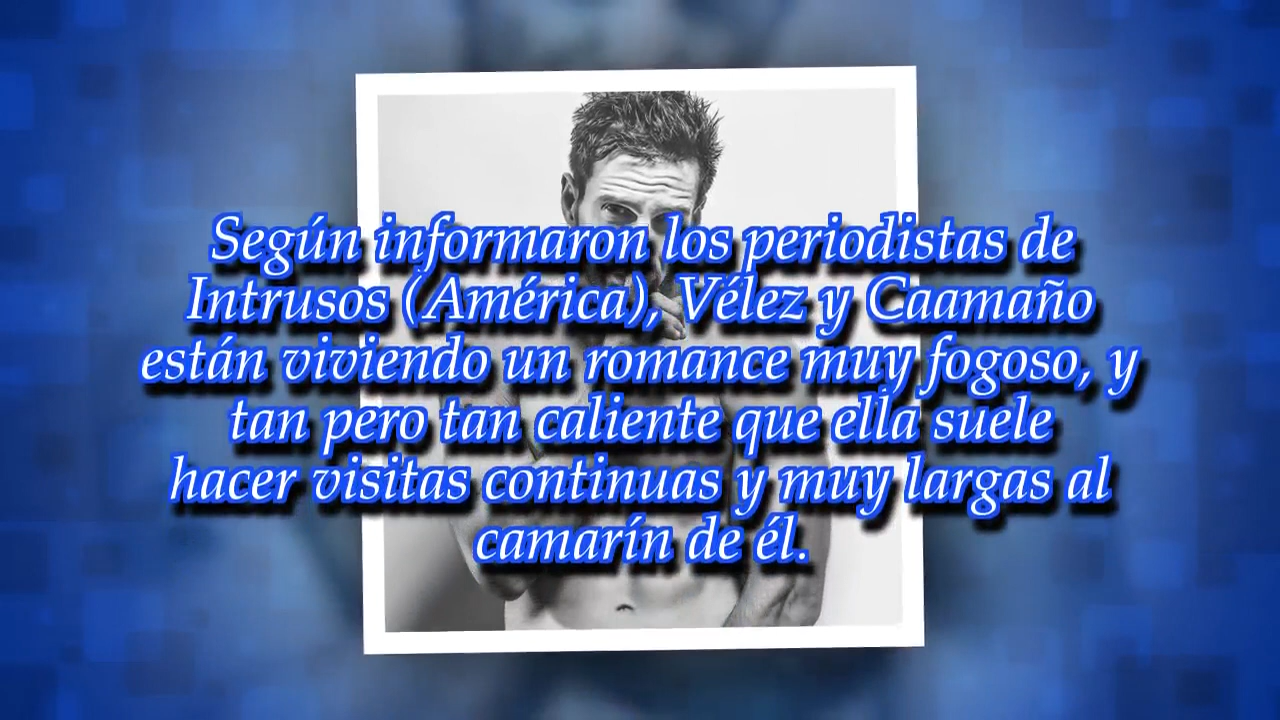 Según informaron los periodistas de
Intrusos (América), Vélez y Caamaño
están viviendo un romance muy fogoso, y
tan pero tan caliente que ella suele
hacer visitas continuas y muy largas al
camarín de él.